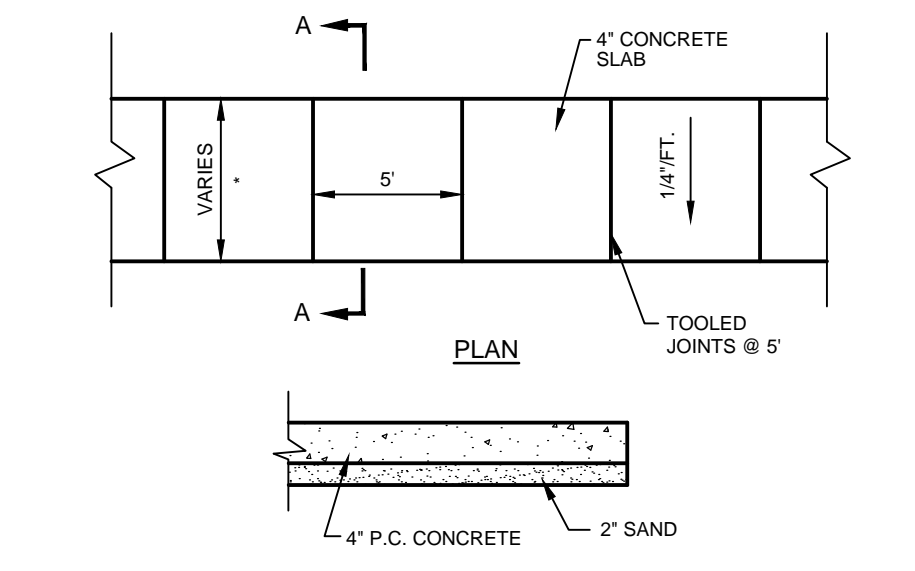 A
4" CONCRETE
SLAB
VARIES
*
5'
1/4"/FT.
A
TOOLED
JOINTS @ 5'
PLAN
4" P.C. CONCRETE
2" SAND